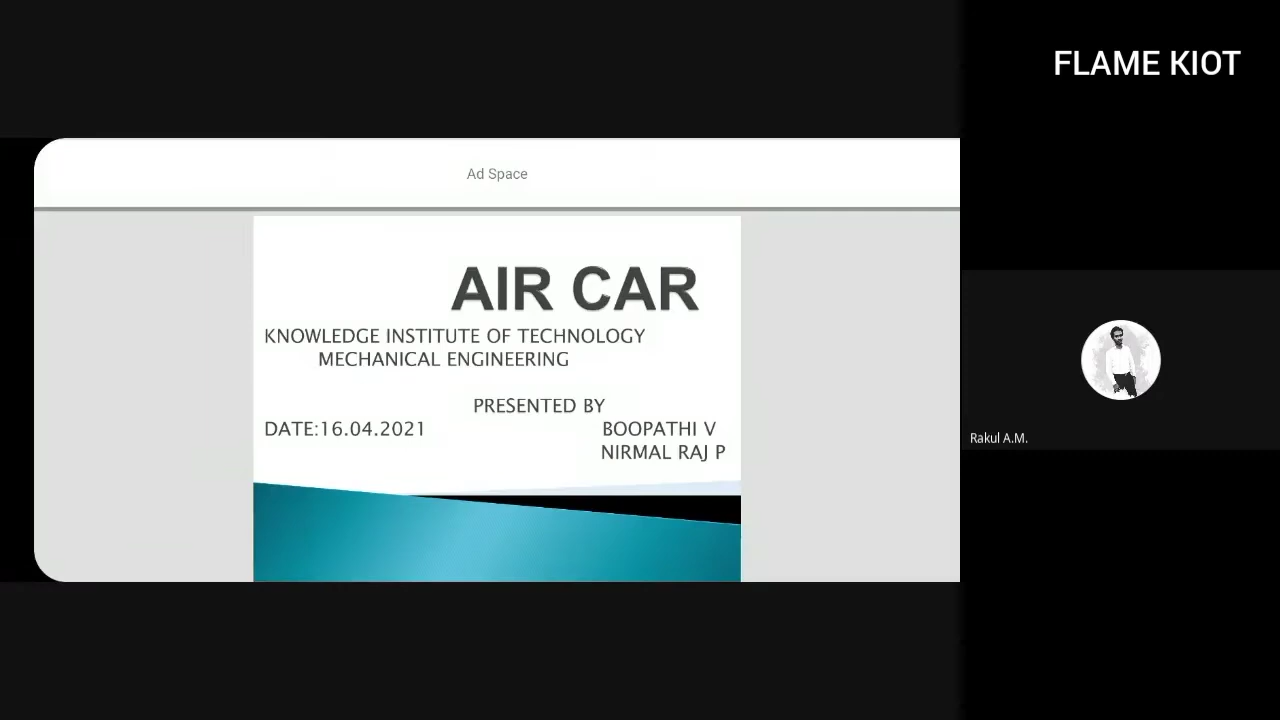 FLAME KIOT
Ad Space
AIR CAR
KNOWLEDGE INSTITUTE OF TECHNOLOGY
MECHANICAL ENGINEERING
PRESENTED BY
DATE:16.04.2021 BOOPATHI V
NIRMAL RAJ P
Rakul A.M.